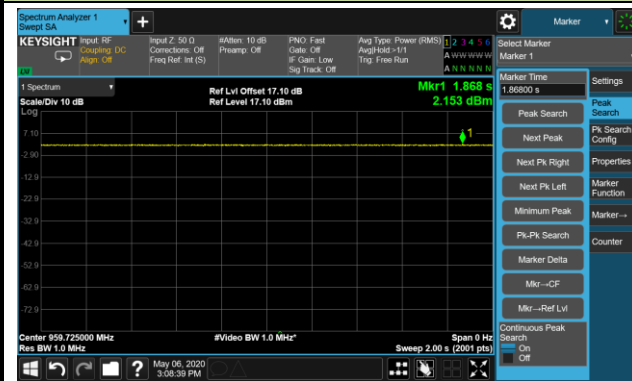 Spectrum Analyzer 1
Swept SA
Marker
KEYSIGHT
Input: RF
Coupling: DC
Align: Off
Input Z: 50 Ω
Corrections: Off
Freq Ref: Int (S)
#Atten: 10 dB
Preamp: Off
PNO: Fast
Gate: Off
IF Gain: Low
Sig Track: Off
Avg Type: Power (RMS)
Avg|Hold:>1/1
Trig: Free Run
1 2 3 4 5 6
A W W W W W
A N N N N N
Select Marker
Marker 1
LXI
1 Spectrum
Scale/Div 10 dB
Log
Ref Lvl Offset 17.10 dB
Ref Level 17.10 dBm
Mkr1 1.868 s
2.153 dBm
Marker Time
1.86800 s
Settings
Peak Search
Peak
Search
Next Peak
Pk Search
Config
Next Pk Right
Properties
Next Pk Left
Marker
Function
Minimum Peak
Marker→
Pk-Pk Search
Counter
Marker Delta
Mkr→CF
Mkr→Ref Lvl
Continuous Peak
Search
On
Off
1
7.10
-2.90
-12.9
-22.9
-32.9
-42.9
-52.9
-62.9
-72.9
Center 959.725000 MHz
Res BW 1.0 MHz
#Video BW 1.0 MHz*
Span 0 Hz
Sweep 2.00 s (2001 pts)
?
May 06, 2020
3:08:39 PM